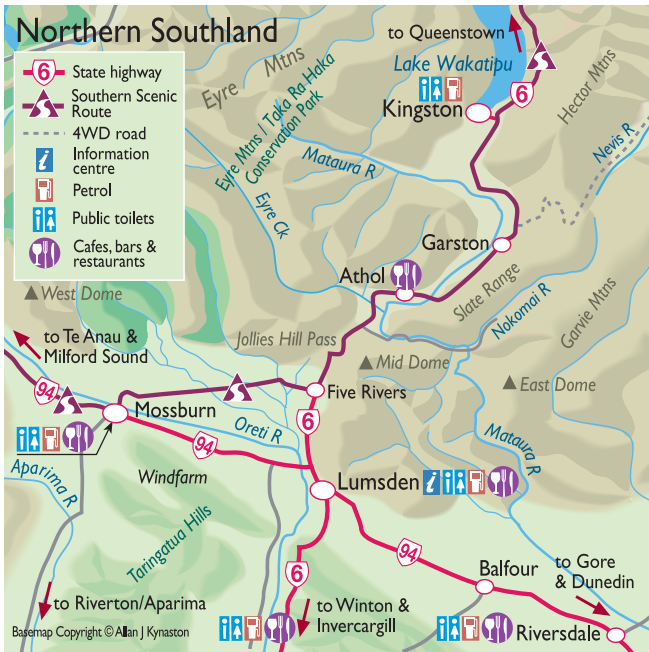 Northern Southland
6
State highway
Southern Scenic
Route
4WD road
i
Information
centre
Petrol
Public toilets
Cafes, bars &
restaurants
to Queenstown
Lake Wakatipu
Kingston
6
Hector Mtns
Nevis R
Eyre Mtns
Eyre Mtns / Taka Ra Haka
Conservation Park
Mataura R
Eyre Ck
Garston
Athol
Slate Range
Nokomai R
Garvie Mtns
West Dome
to Te Anau &
Milford Sound
Jollies Hill Pass
Mid Dome
East Dome
94
Mossburn
Five Rivers
6
Oreti R
94
Mataura R
Aparima R
Windfarm
Lumsden
i
Taringatua Hills
94
6
Balfour
to Gore
& Dunedin
to Riverton/Aparima
to Winton &
Invercargill
Riversdale
Basemap Copyright © Allan J Kynaston